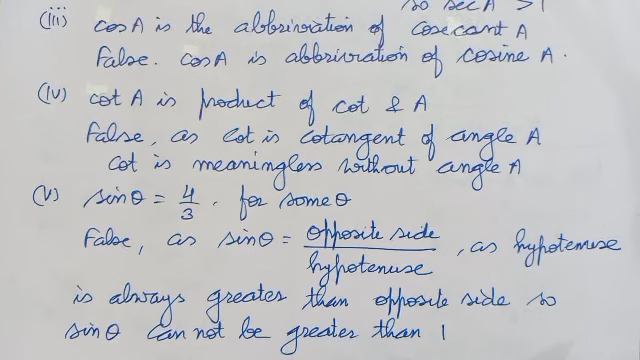 so sec A > 1
(iii) cos A is the abbriviation of cosecant A
False. cos A is abbriviation of cosine A.
(iv) cot A is product of cot & A
False, as cot is cotangent of angle A
cot is meaningless without angle A
(v) sin θ = 4/3. for some θ
False, as sin θ = opposite side / hypotenuse, as hypotenuse
is always greater than opposite side so
sin θ can not be greater than 1